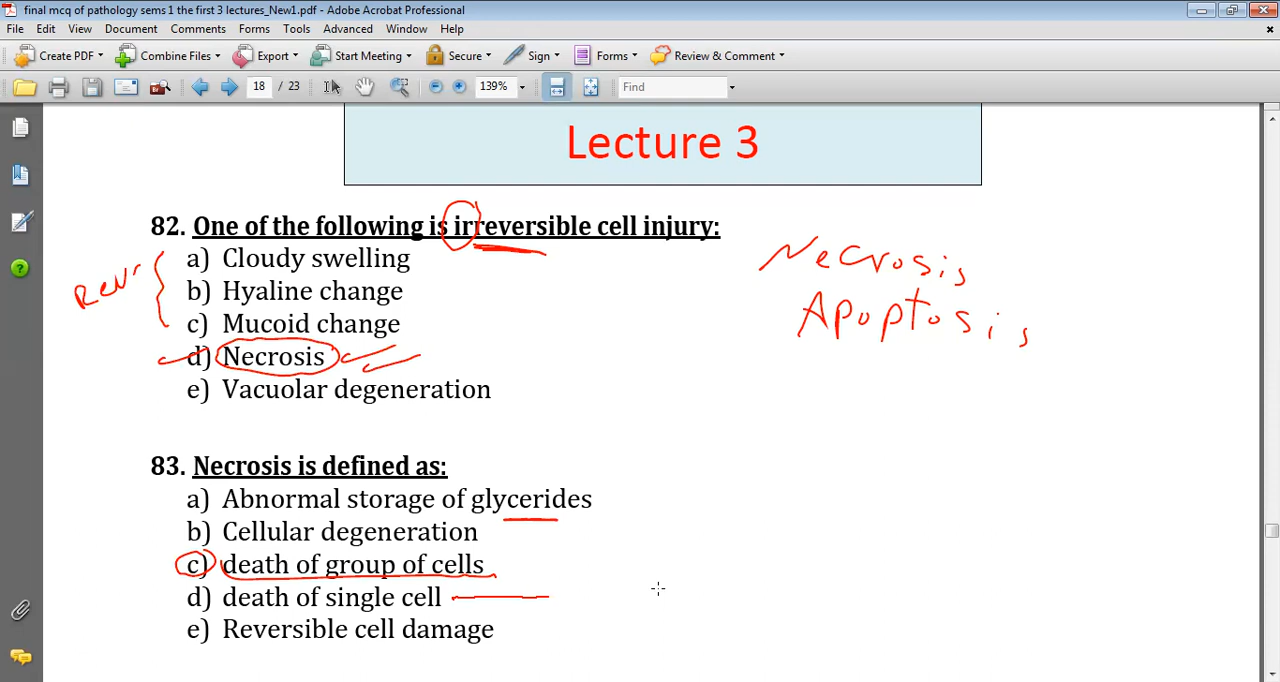 final mcq of pathology sems 1 the first 3 lectures_New1.pdf - Adobe Acrobat Professional
File Edit View Document Comments Forms Tools Advanced Window Help
Create PDF Combine Files Export Start Meeting Secure Sign Forms Review & Comment
18 / 23 139% Find
Lecture 3
82. One of the following is irreversible cell injury:
a) Cloudy swelling
b) Hyaline change
c) Mucoid change
d) Necrosis
e) Vacuolar degeneration
Rev
Necrosis
Apoptosis
83. Necrosis is defined as:
a) Abnormal storage of glycerides
b) Cellular degeneration
c) death of group of cells
d) death of single cell
e) Reversible cell damage